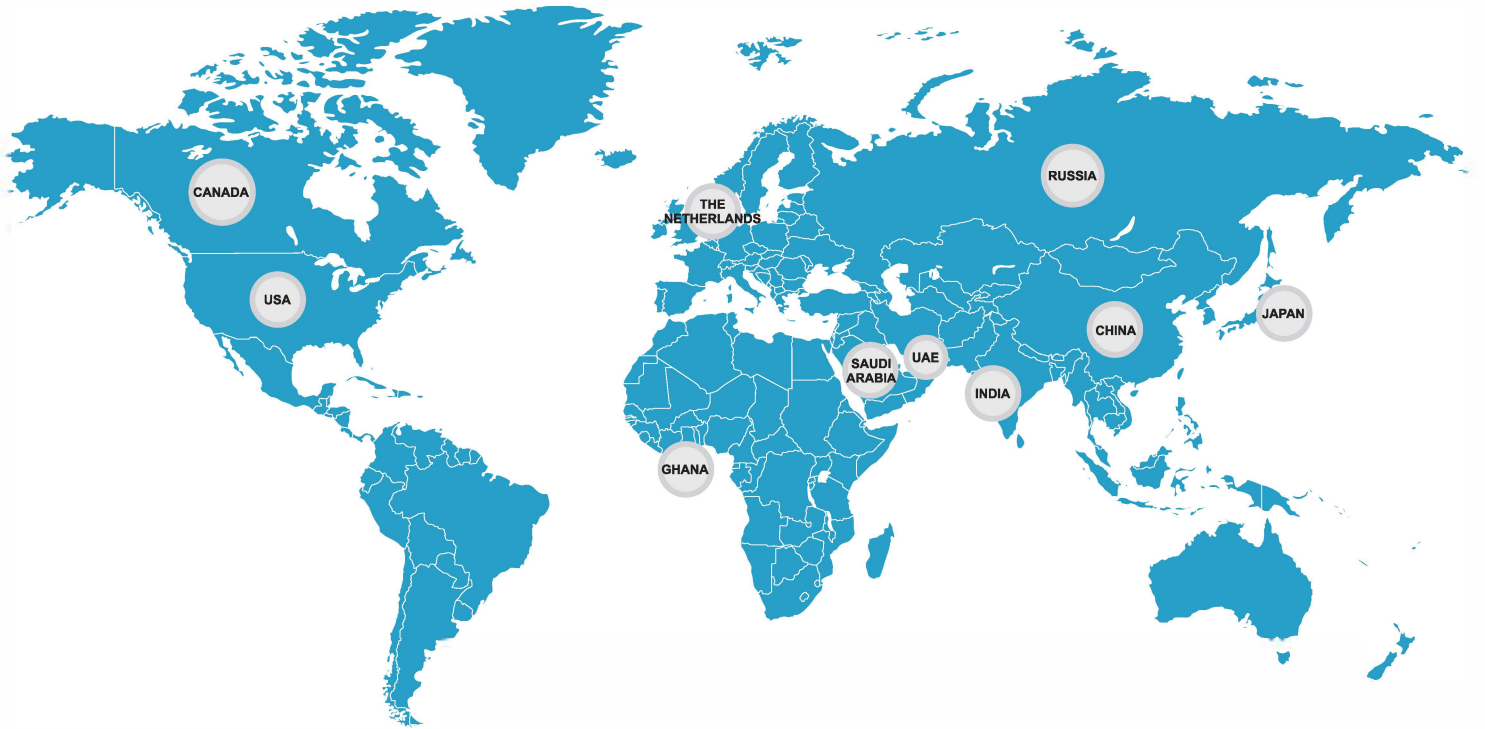 CANADA
RUSSIA
THE
NETHERLANDS
USA
JAPAN
CHINA
UAE
SAUDI
ARABIA
INDIA
GHANA